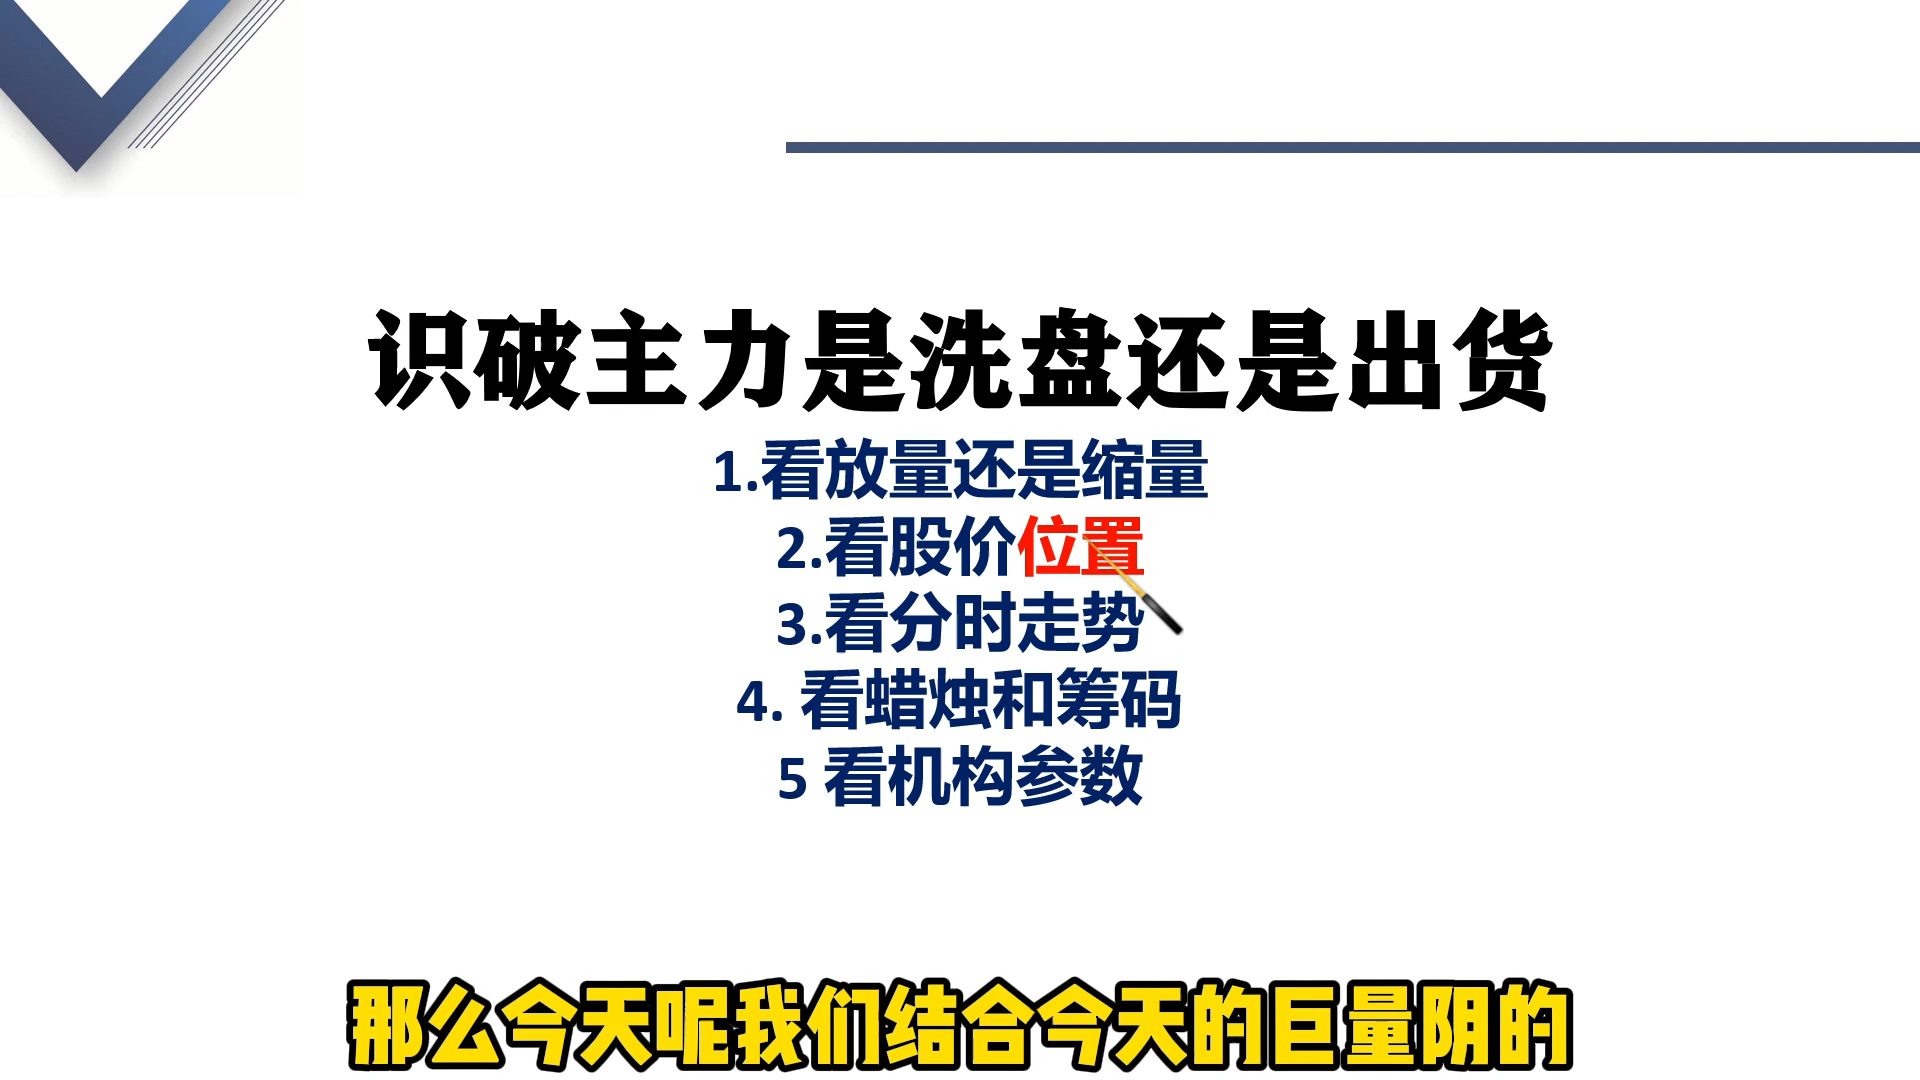 识破主力是洗盘还是出货
1.看放量还是缩量
2.看股价位置
3.看分时走势
4. 看蜡烛和筹码
5 看机构参数
那么今天呢我们结合今天的巨量阴的